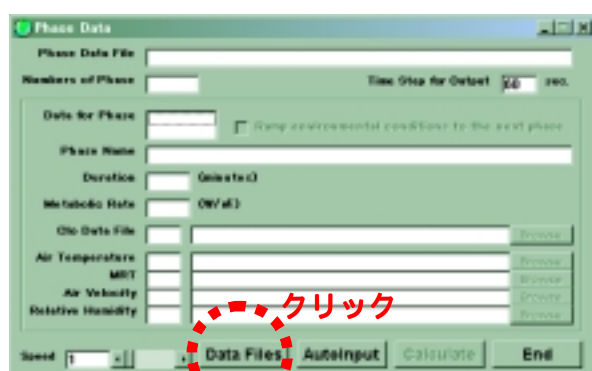 Phase Data
Phase Data File
Numbers of Phase
Time Step for Output 60 sec.
Data for Phase
Ramp environmental conditions to the next phase
Phase Name
Duration (minutes)
Metabolic Rate (W/㎡)
Clo Data File Browse
Air Temperature Browse
MRT Browse
Air Velocity Browse
Relative Humidity Browse
クリック
Speed 1 Data Files AutoInput Calculate End